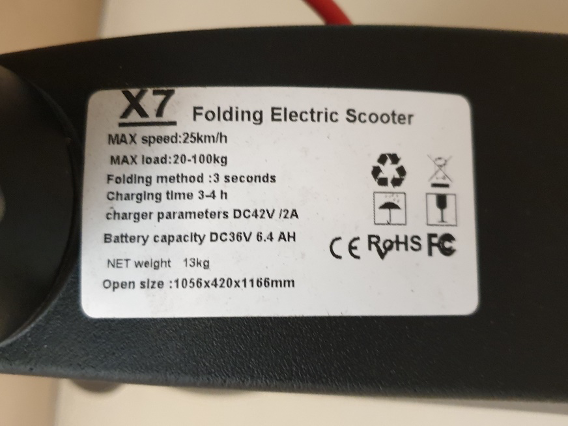 X7 Folding Electric Scooter
MAX speed:25km/h
MAX load:20-100kg
Folding method :3 seconds
Charging time 3-4 h
charger parameters DC42V /2A
Battery capacity DC36V 6.4 AH
NET weight 13kg
Open size :1056x420x1166mm
CE RoHS FC